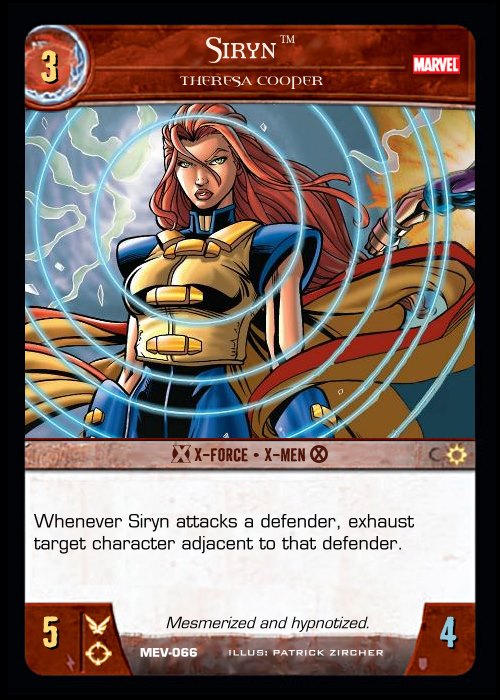 3
SIRYN™
THERESA COOPER
MARVEL
X-FORCE • X-MEN
C
Whenever Siryn attacks a defender, exhaust
target character adjacent to that defender.
Mesmerized and hypnotized.
5
4
MEV-066 ILLUS: PATRICK ZIRCHER